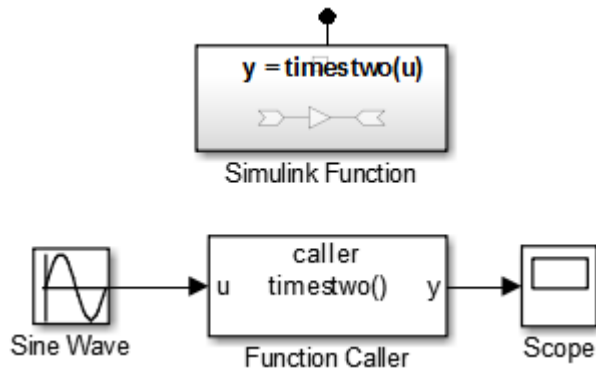 y = timestwo(u)
Simulink Function
caller
u timestwo() y
Sine Wave
Function Caller
Scope